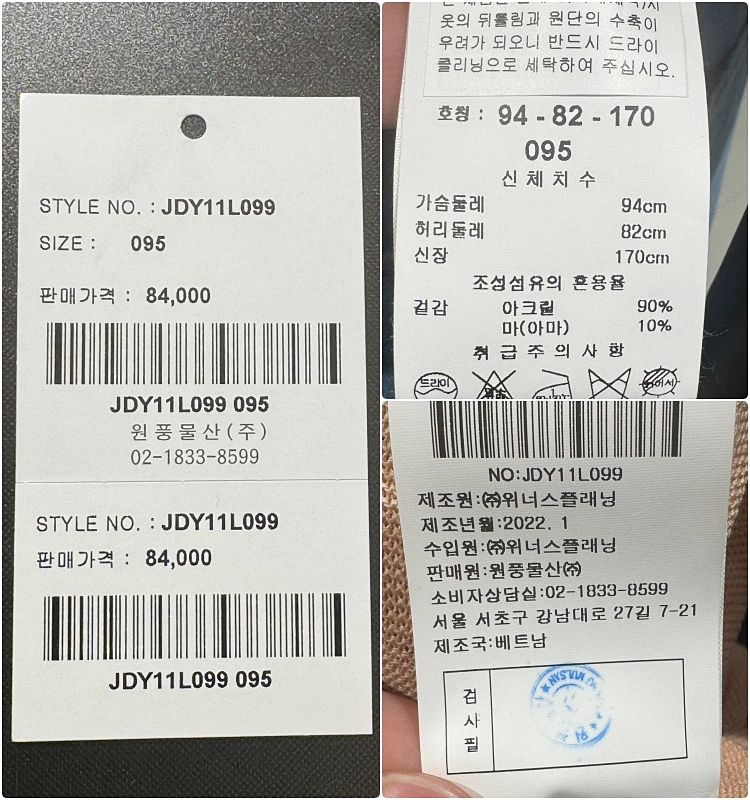 STYLE NO. : JDY11L099
SIZE : 095
판매가격 : 84,000
JDY11L099 095
원풍물산(주)
02-1833-8599
STYLE NO. : JDY11L099
판매가격 : 84,000
JDY11L099 095
옷의 뒤틀림과 원단의 수축이
우려가 되오니 반드시 드라이
클리닝으로 세탁하여 주십시오.
호칭 : 94 - 82 - 170
095
신체치수
가슴둘레 94cm
허리둘레 82cm
신장 170cm
조성섬유의 혼용율
겉감 아크릴 90%
마(아마) 10%
취급주의사항
드라이
NO:JDY11L099
제조원:㈜위너스플래닝
제조년월:2022. 1
수입원:㈜위너스플래닝
판매원:원풍물산㈜
소비자상담실:02-1833-8599
서울 서초구 강남대로 27길 7-21
제조국:베트남
검사필
MULSAN